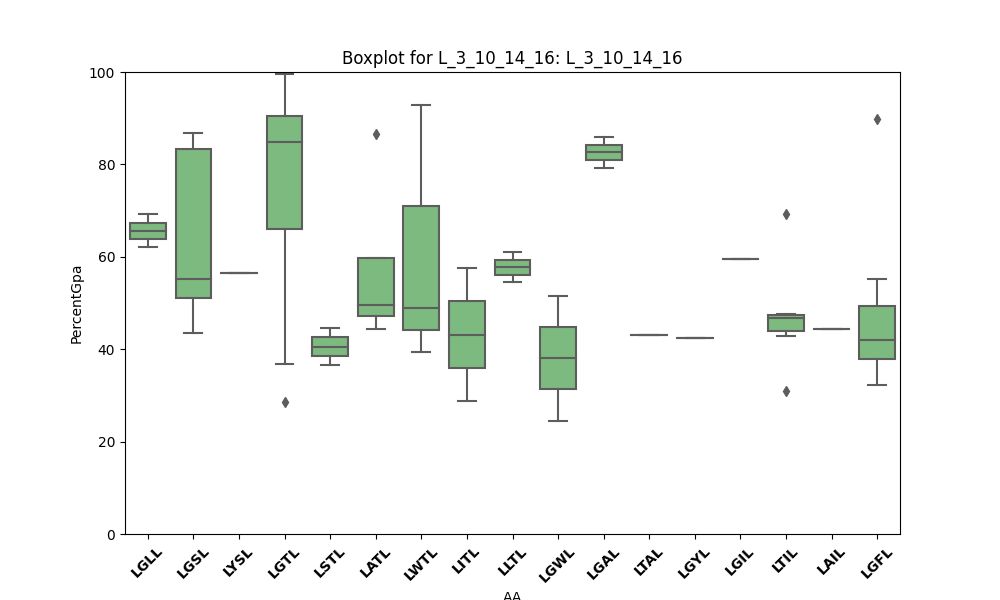 Boxplot for L_3_10_14_16: L_3_10_14_16
PercentGpa
100
80
60
40
20
0
LGLL
LGSL
LYSL
LGTL
LSTL
LATL
LWTL
LITL
LLTL
LGWL
LGAL
LTAL
LGYL
LGIL
LTIL
LAIL
LGFL
AA